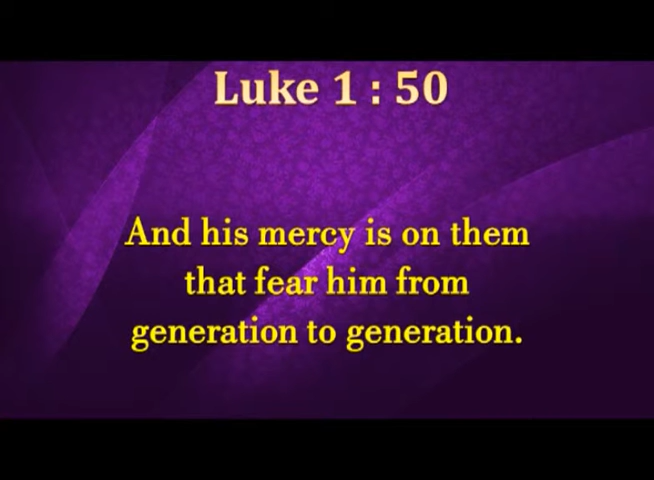 Luke 1 : 50
And his mercy is on them
that fear him from
generation to generation.